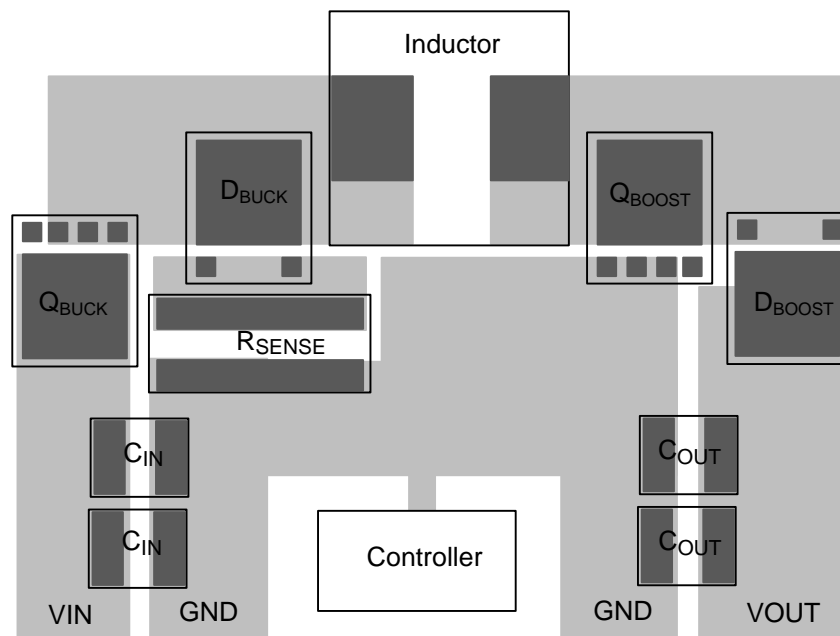 Inductor
DBUCK
QBOOST
QBUCK
DBOOST
RSENSE
CIN
COUT
CIN
COUT
Controller
VIN
GND
GND
VOUT